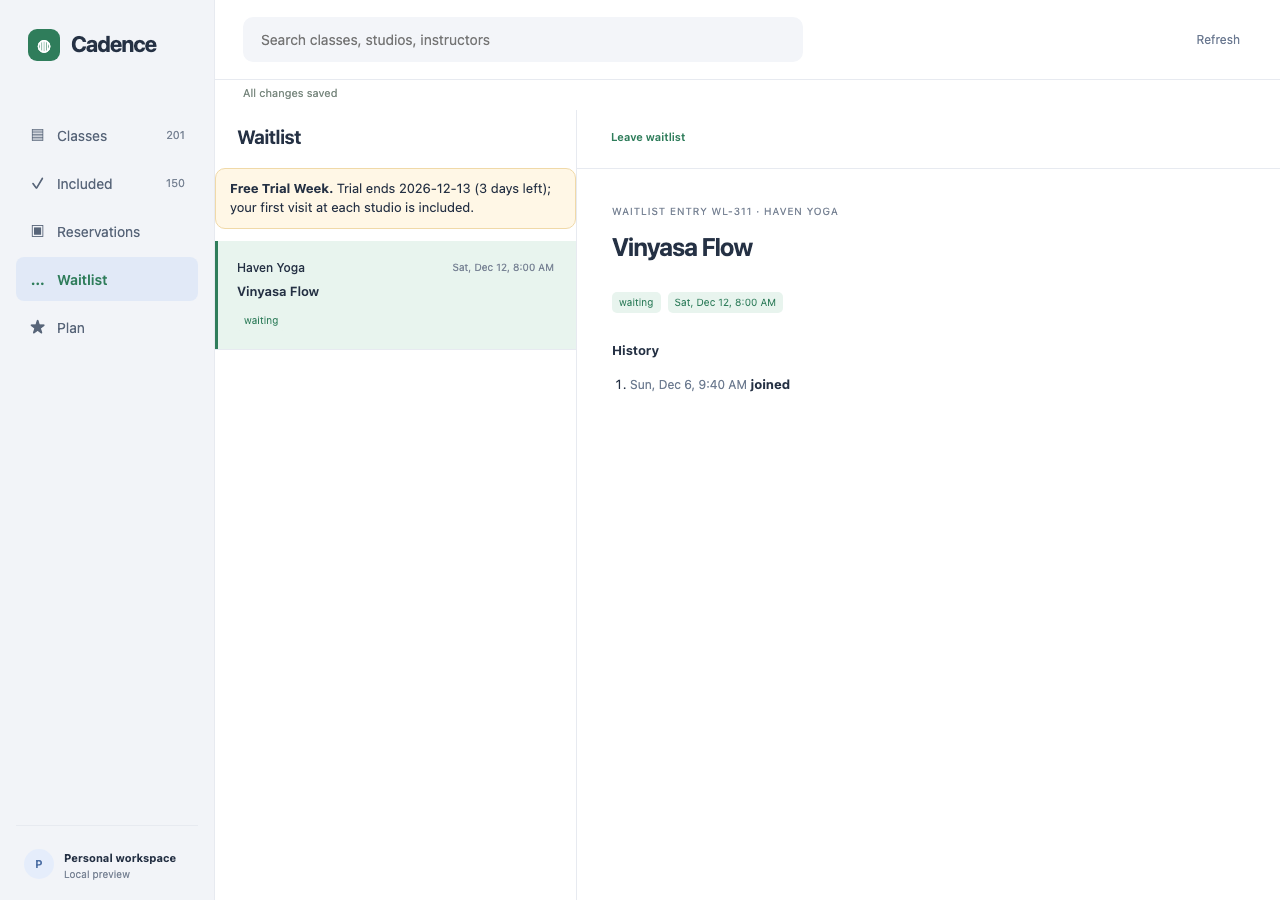 Cadence
Search classes, studios, instructors
Refresh
All changes saved
Classes 201
Included 150
Reservations
Waitlist
Plan
Personal workspace
P
Local preview
Waitlist
Free Trial Week. Trial ends 2026-12-13 (3 days left);
your first visit at each studio is included.
Haven Yoga Sat, Dec 12, 8:00 AM
Vinyasa Flow
waiting
Leave waitlist
WAITLIST ENTRY WL-311 · HAVEN YOGA
Vinyasa Flow
waiting Sat, Dec 12, 8:00 AM
History
1. Sun, Dec 6, 9:40 AM joined